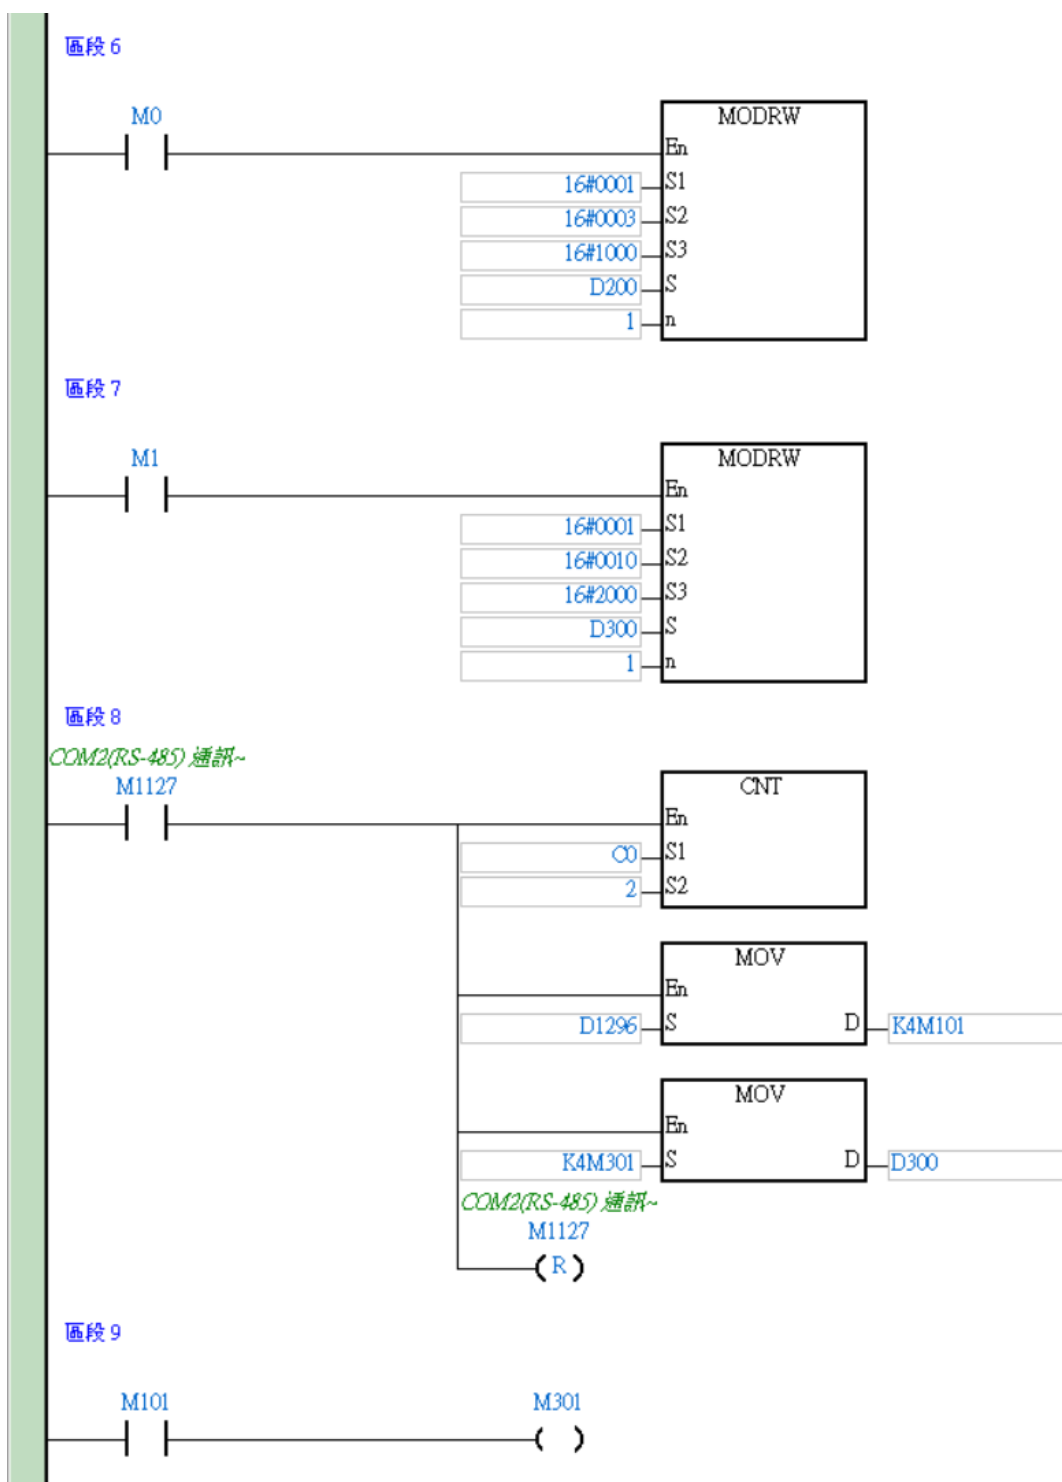 區段 6
M0
MODRW
En
16#0001 S1
16#0003 S2
16#1000 S3
D200 S
1 n
區段 7
M1
MODRW
En
16#0001 S1
16#0010 S2
16#2000 S3
D300 S
1 n
區段 8
COM2(RS-485) 通訊~
M1127
CNT
En
C0 S1
2 S2
MOV
En
D1296 S D K4M101
MOV
En
K4M301 S D D300
COM2(RS-485) 通訊~
M1127
R
區段 9
M101 M301